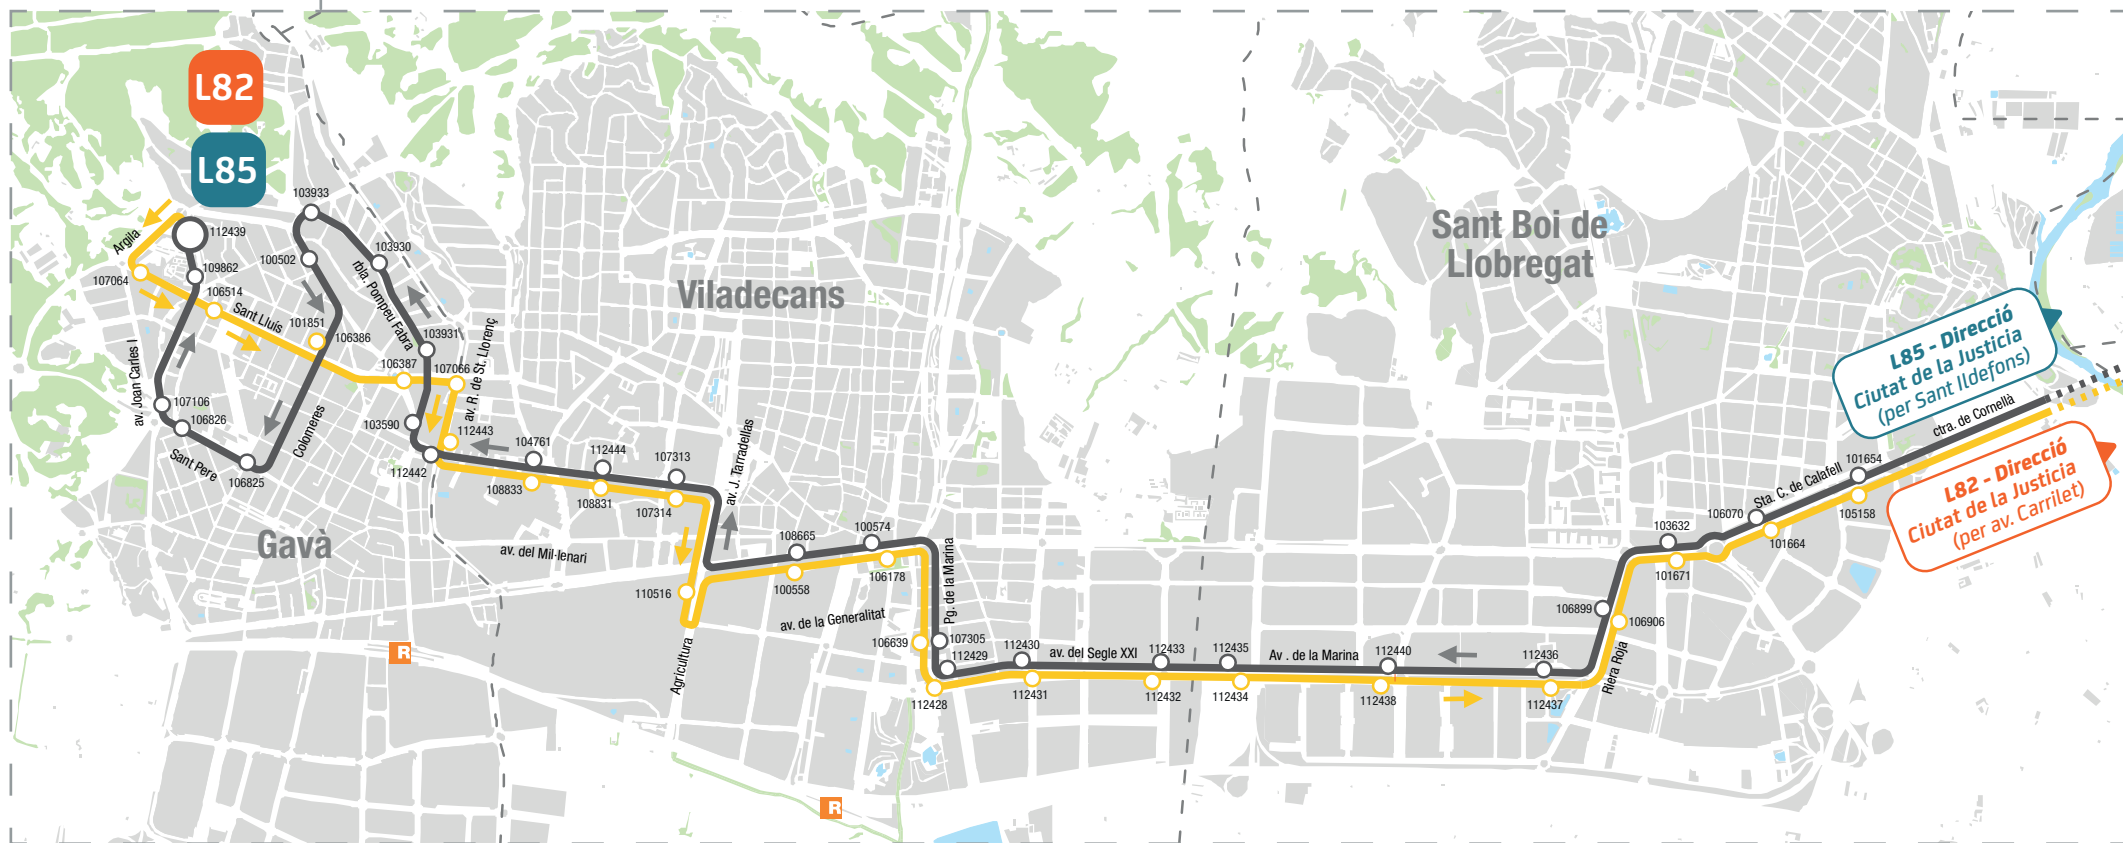 L82
L85
103933
112439
Argila
100502
103930
109862
107064
106514
rbla. Pompeu Fabra
Sant Lluís
101851
106386
103931
av. R. de St. Llorenç
106387
107066
av. Joan Carles I
107106
106826
Colomeres
103590
112443
Sant Pere
106825
112442
104761
112444
107313
av. J. Tarradellas
108833
108831
107314
Viladecans
Gavà
av. del Mil·lenari
108665
100574
110516
100558
106178
Pg. de la Marina
av. de la Generalitat
Agricultura
106639
107305
112429
112430
av. del Segle XXI
112433
112435
Av . de la Marina
112440
112436
112428
112431
112432
112434
112438
112437
Riera Roja
106899
106906
Sant Boi de
Llobregat
103632
101671
106070
Sta. C. de Calafell
101664
101654
105158
ctra. de Cornellà
L85 - Direcció
Ciutat de la Justícia
(per Sant Ildefons)
L82 - Direcció
Ciutat de la Justícia
(per av. Carrilet)
R
R